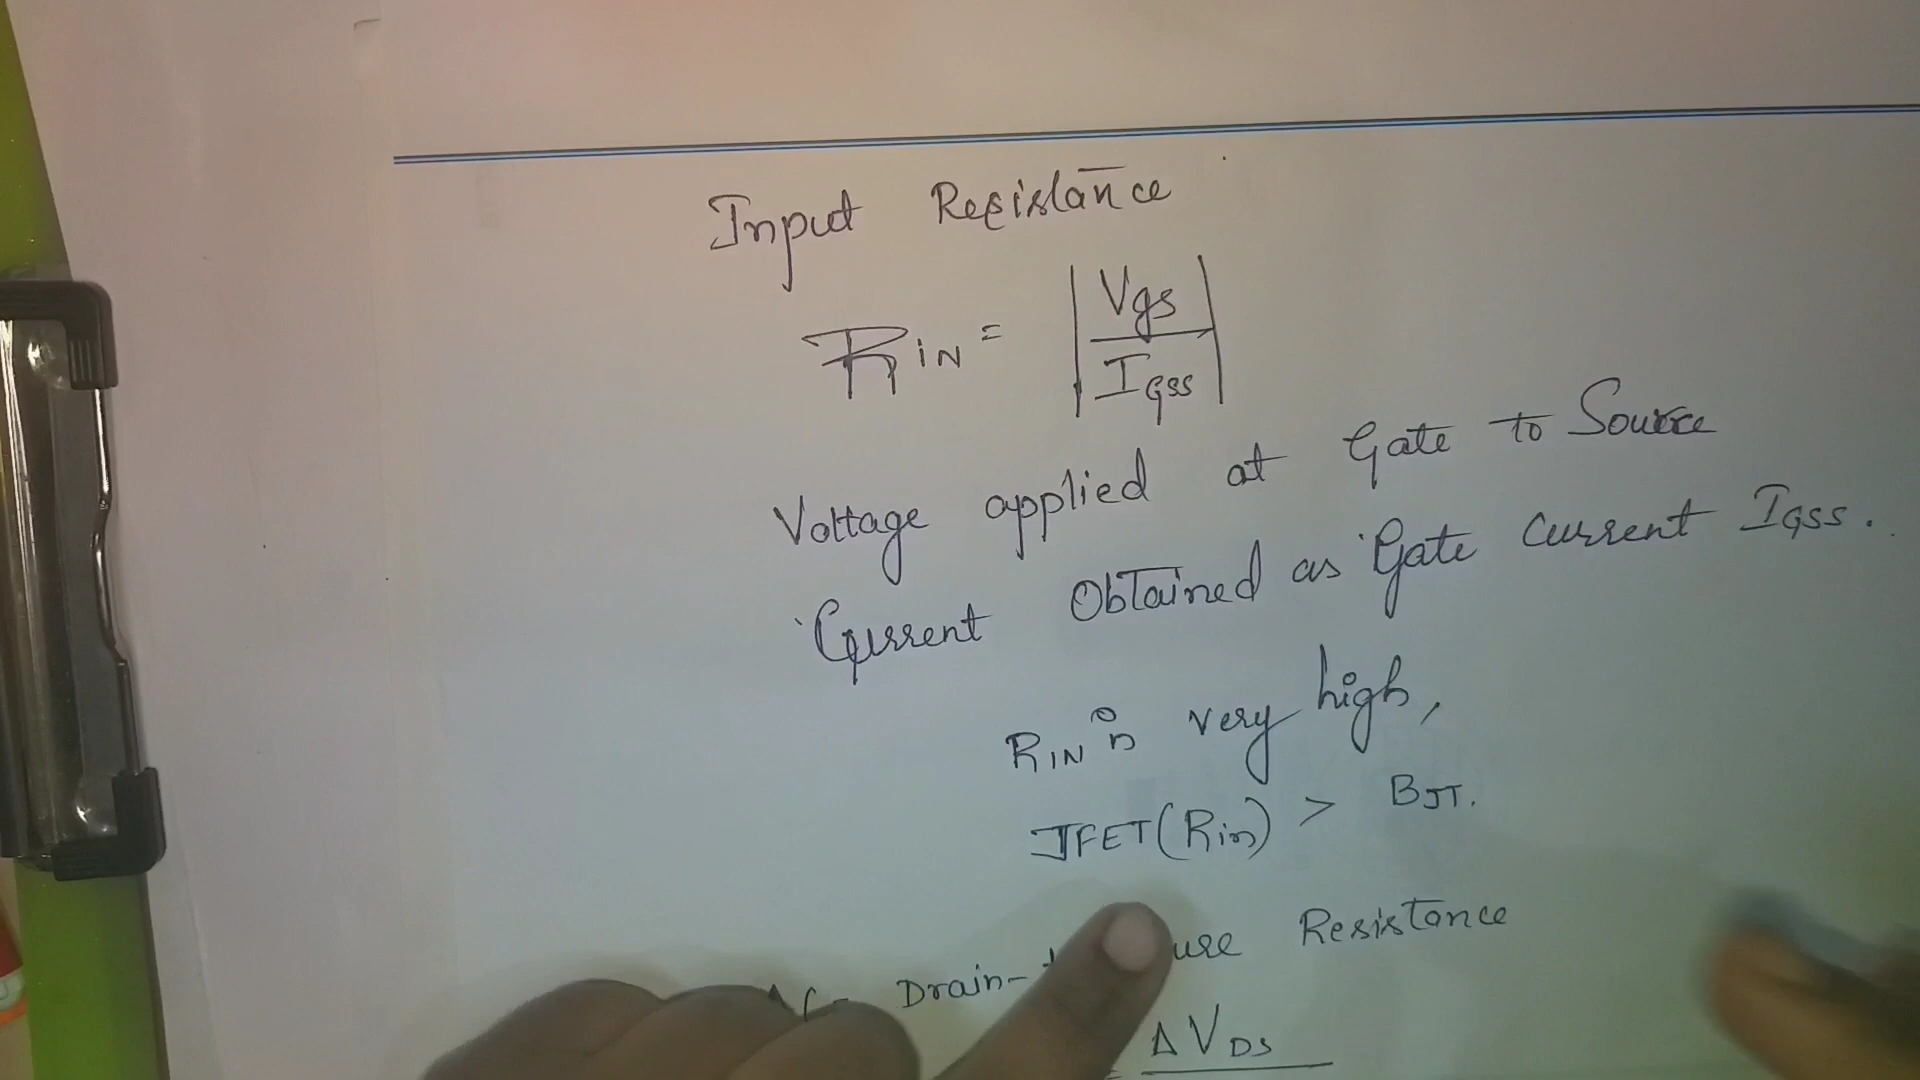 Input Resistance
RIN = | Vgs / IGSS |
Voltage applied at Gate to Source
Current Obtained as Gate Current IGSS.
RIN is very high,
JFET(Rin) > BJT.
Drain- Resistance
ΔVDS